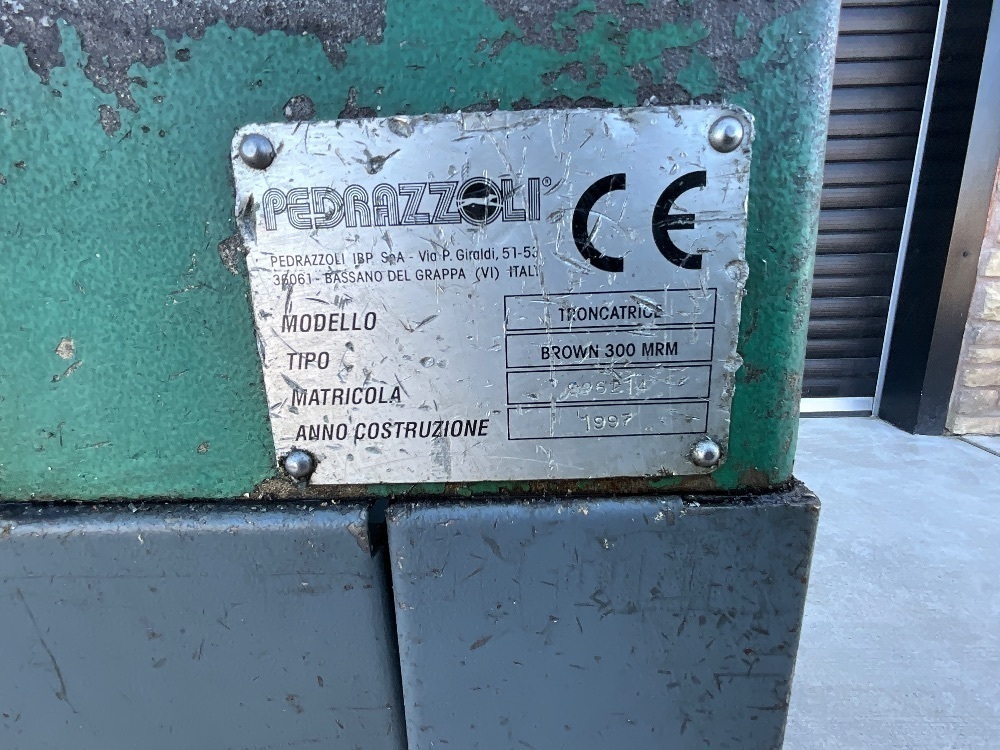 PEDRAZZOLI®
CE
PEDRAZZOLI IBP SpA - Via P. Giraldi, 51-53
36061 - BASSANO DEL GRAPPA (VI) ITALY
MODELLO TRONCATRICE
TIPO BROWN 300 MRM
MATRICOLA
ANNO COSTRUZIONE 1997